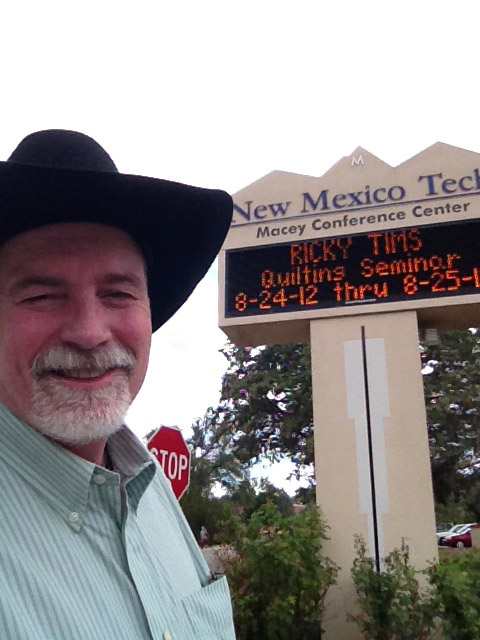 M
New Mexico Tech
Macey Conference Center
RICKY TIMS
Quilting Seminar
8-24-12 thru 8-25-1
STOP